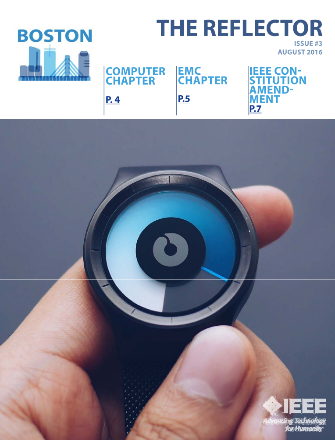 BOSTON
THE REFLECTOR
ISSUE #3
AUGUST 2016
COMPUTER
CHAPTER
P. 4
EMC
CHAPTER
P.5
IEEE CON-
STITUTION
AMEND-
MENT
P.7
IEEE
Advancing Technology
for Humanity